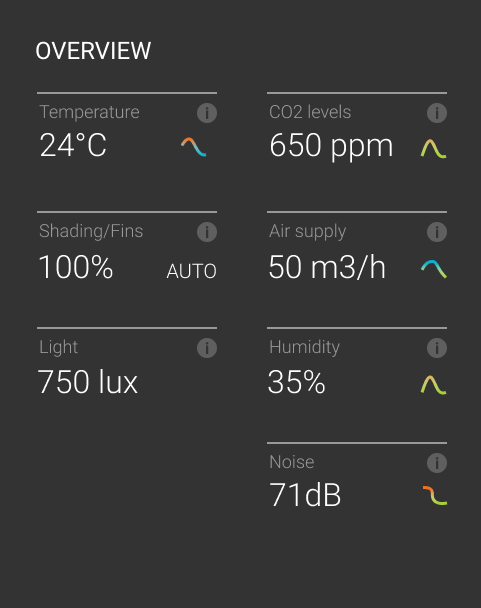 OVERVIEW
Temperature
24°C
CO2 levels
650 ppm
Shading/Fins
100%
AUTO
Air supply
50 m3/h
Light
750 lux
Humidity
35%
Noise
71dB